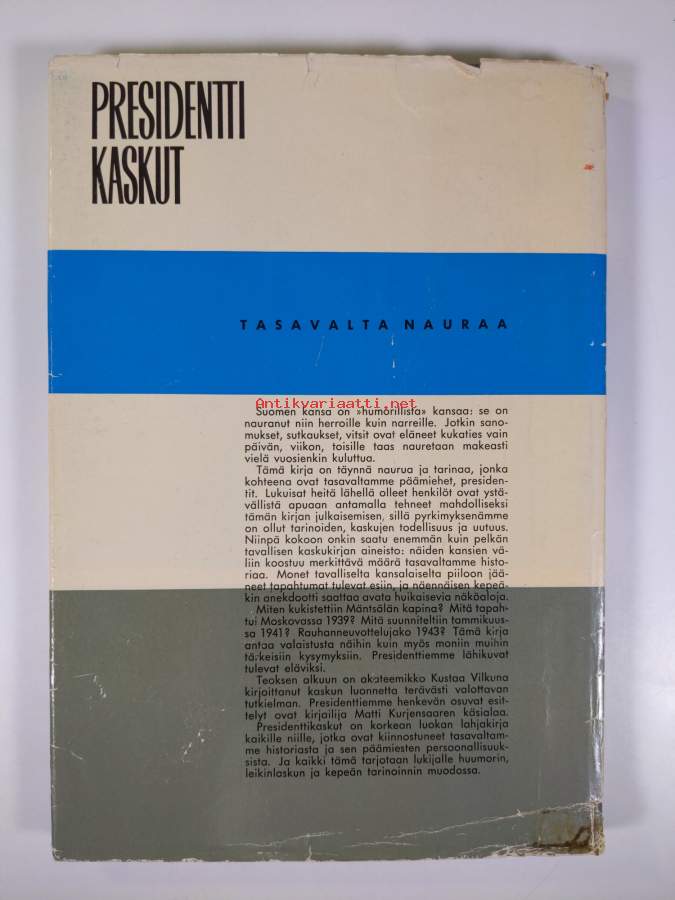 PRESIDENTTI
KASKUT
TASAVALTA NAURAA
Antikvariaatti.net
Suomen kansa on »humorillista» kansaa: se on
nauranut niin herroille kuin narreille. Jotkin sano-
mukset, sutkaukset, vitsit ovat eläneet kukaties vain
päivän, viikon, toisille taas nauretaan makeasti
vielä vuosienkin kuluttua.
Tämä kirja on täynnä naurua ja tarinaa, jonka
kohteena ovat tasavaltamme päämiehet, presiden-
tit. Lukuisat heitä lähellä olleet henkilöt ovat ystä-
vällistä apuaan antamalla tehneet mahdolliseksi
tämän kirjan julkaisemisen, sillä pyrkimyksenämme
on ollut tarinoiden, kaskujen todellisuus ja uutuus.
Niinpä kokoon onkin saatu enemmän kuin pelkän
tavallisen kaskukirjan aineisto: näiden kansien vä-
liin koostuu merkittävä määrä tasavaltamme histo-
riaa. Monet tavalliselta kansalaiselta piiloon jää-
neet tapahtumat tulevat esiin, ja näennäisen kepeä-
kin anekdootti saattaa avata huikaisevia näköaloja.
Miten kukistettiin Mäntsälän kapina? Mitä tapah-
tui Moskovassa 1939? Mitä suunniteltiin tammikuus-
sa 1941? Rauhanneuvottelujako 1943? Tämä kirja
antaa valaistusta näihin kuin myös moniin muihin
tärkeisiin kysymyksiin. Presidenttiemme lähikuvat
tulevat eläviksi.
Teoksen alkuun on akateemikko Kustaa Vilkuna
kirjoittanut kaskun luonnetta terävästi valottavan
tutkielman. Presidenttiemme henkevän osuvat esit-
telyt ovat kirjailija Matti Kurjensaaren käsialaa.
Presidenttikaskut on korkean luokan lahjakirja
kaikille niille, jotka ovat kiinnostuneet tasavaltam-
me historiasta ja sen päämiesten persoonallisuuk-
sista. Ja kaikki tämä tarjotaan lukijalle huumorin,
leikinlaskun ja kepeän tarinoinnin muodossa.